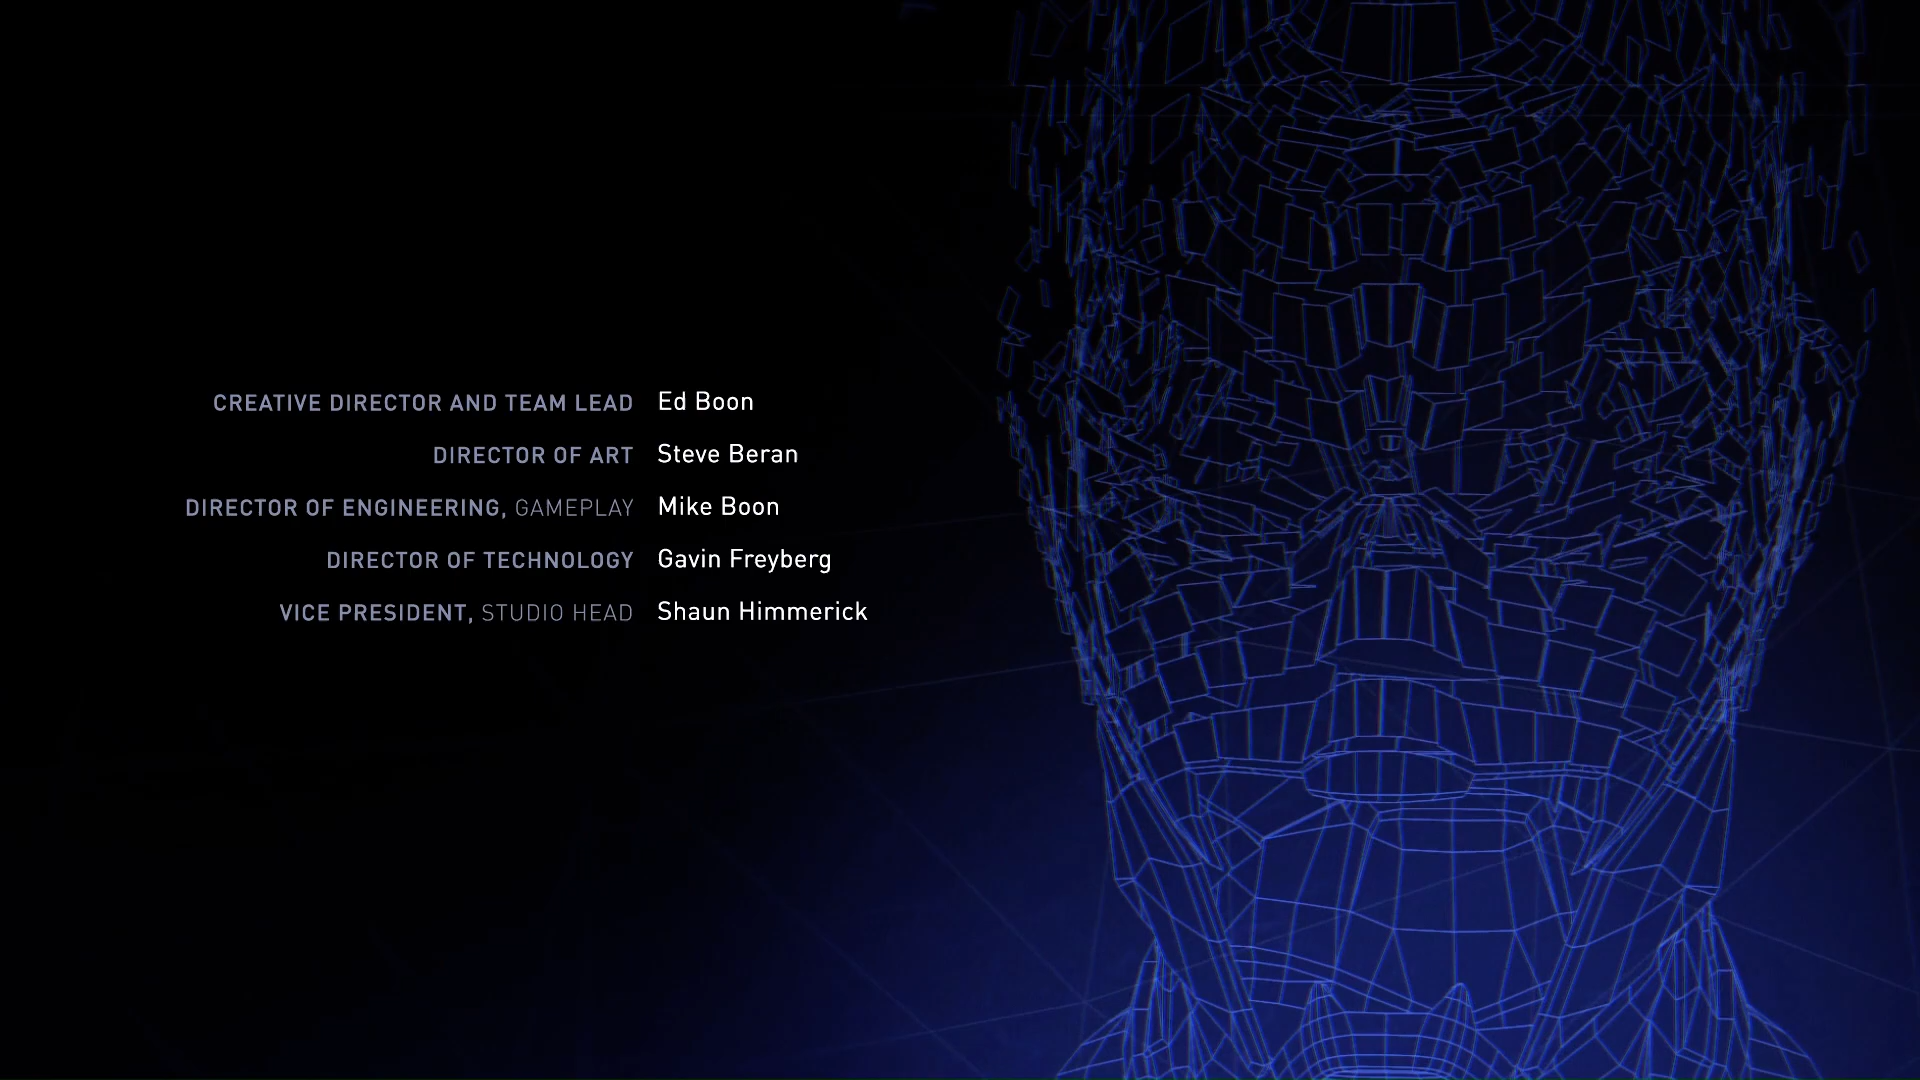 CREATIVE DIRECTOR AND TEAM LEAD Ed Boon
DIRECTOR OF ART Steve Beran
DIRECTOR OF ENGINEERING, GAMEPLAY Mike Boon
DIRECTOR OF TECHNOLOGY Gavin Freyberg
VICE PRESIDENT, STUDIO HEAD Shaun Himmerick